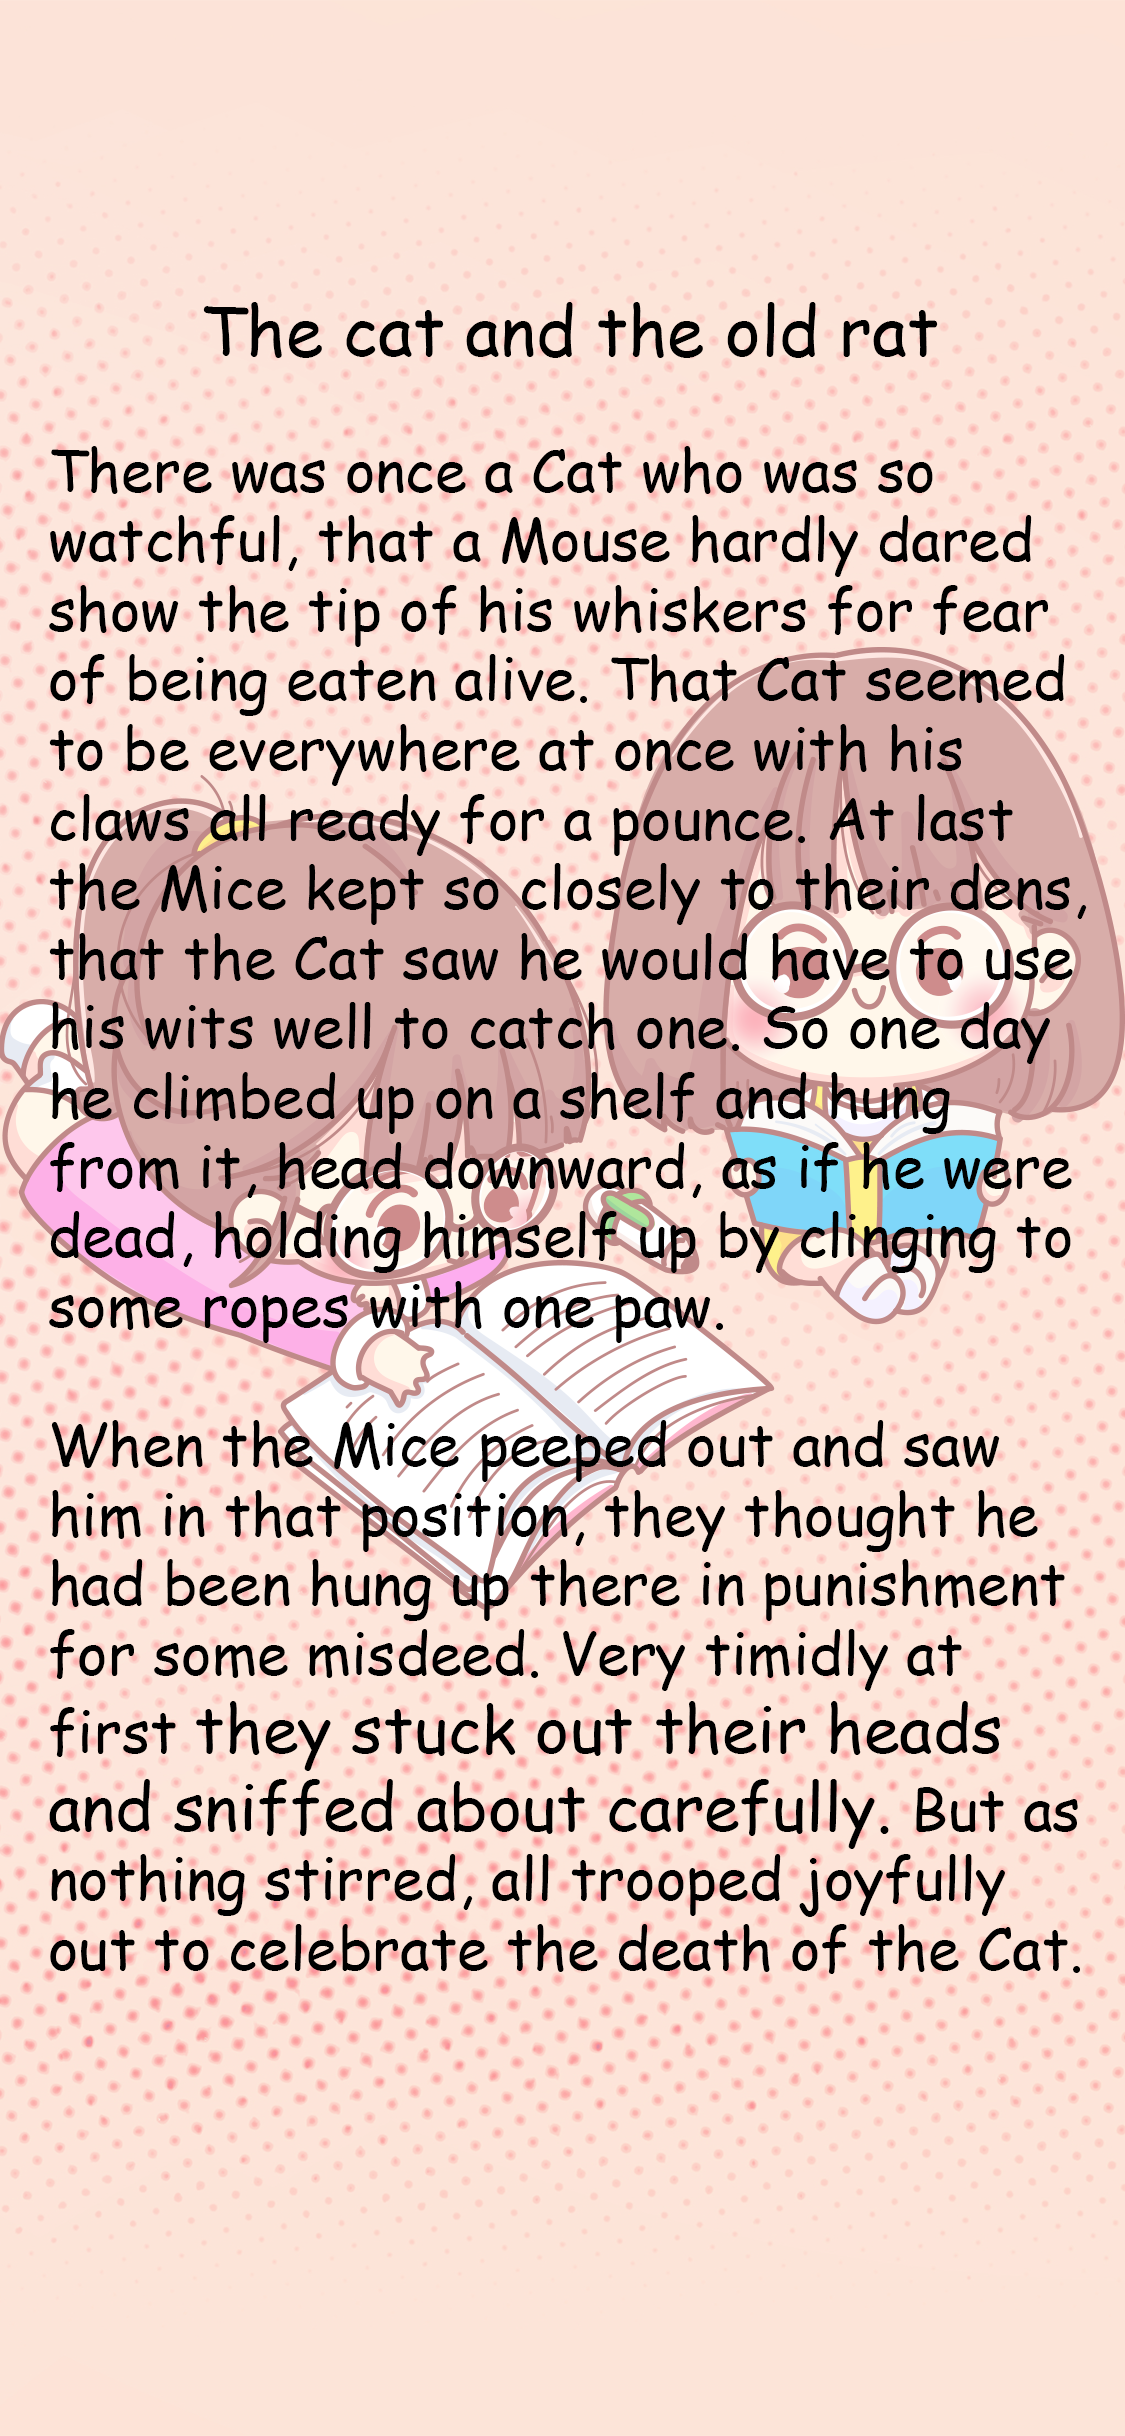 The cat and the old rat
There was once a Cat who was so
watchful, that a Mouse hardly dared
show the tip of his whiskers for fear
of being eaten alive. That Cat seemed
to be everywhere at once with his
claws all ready for a pounce. At last
the Mice kept so closely to their dens,
that the Cat saw he would have to use
his wits well to catch one. So one day
he climbed up on a shelf and hung
from it, head downward, as if he were
dead, holding himself up by clinging to
some ropes with one paw.
When the Mice peeped out and saw
him in that position, they thought he
had been hung up there in punishment
for some misdeed. Very timidly at
first they stuck out their heads
and sniffed about carefully. But as
nothing stirred, all trooped joyfully
out to celebrate the death of the Cat.